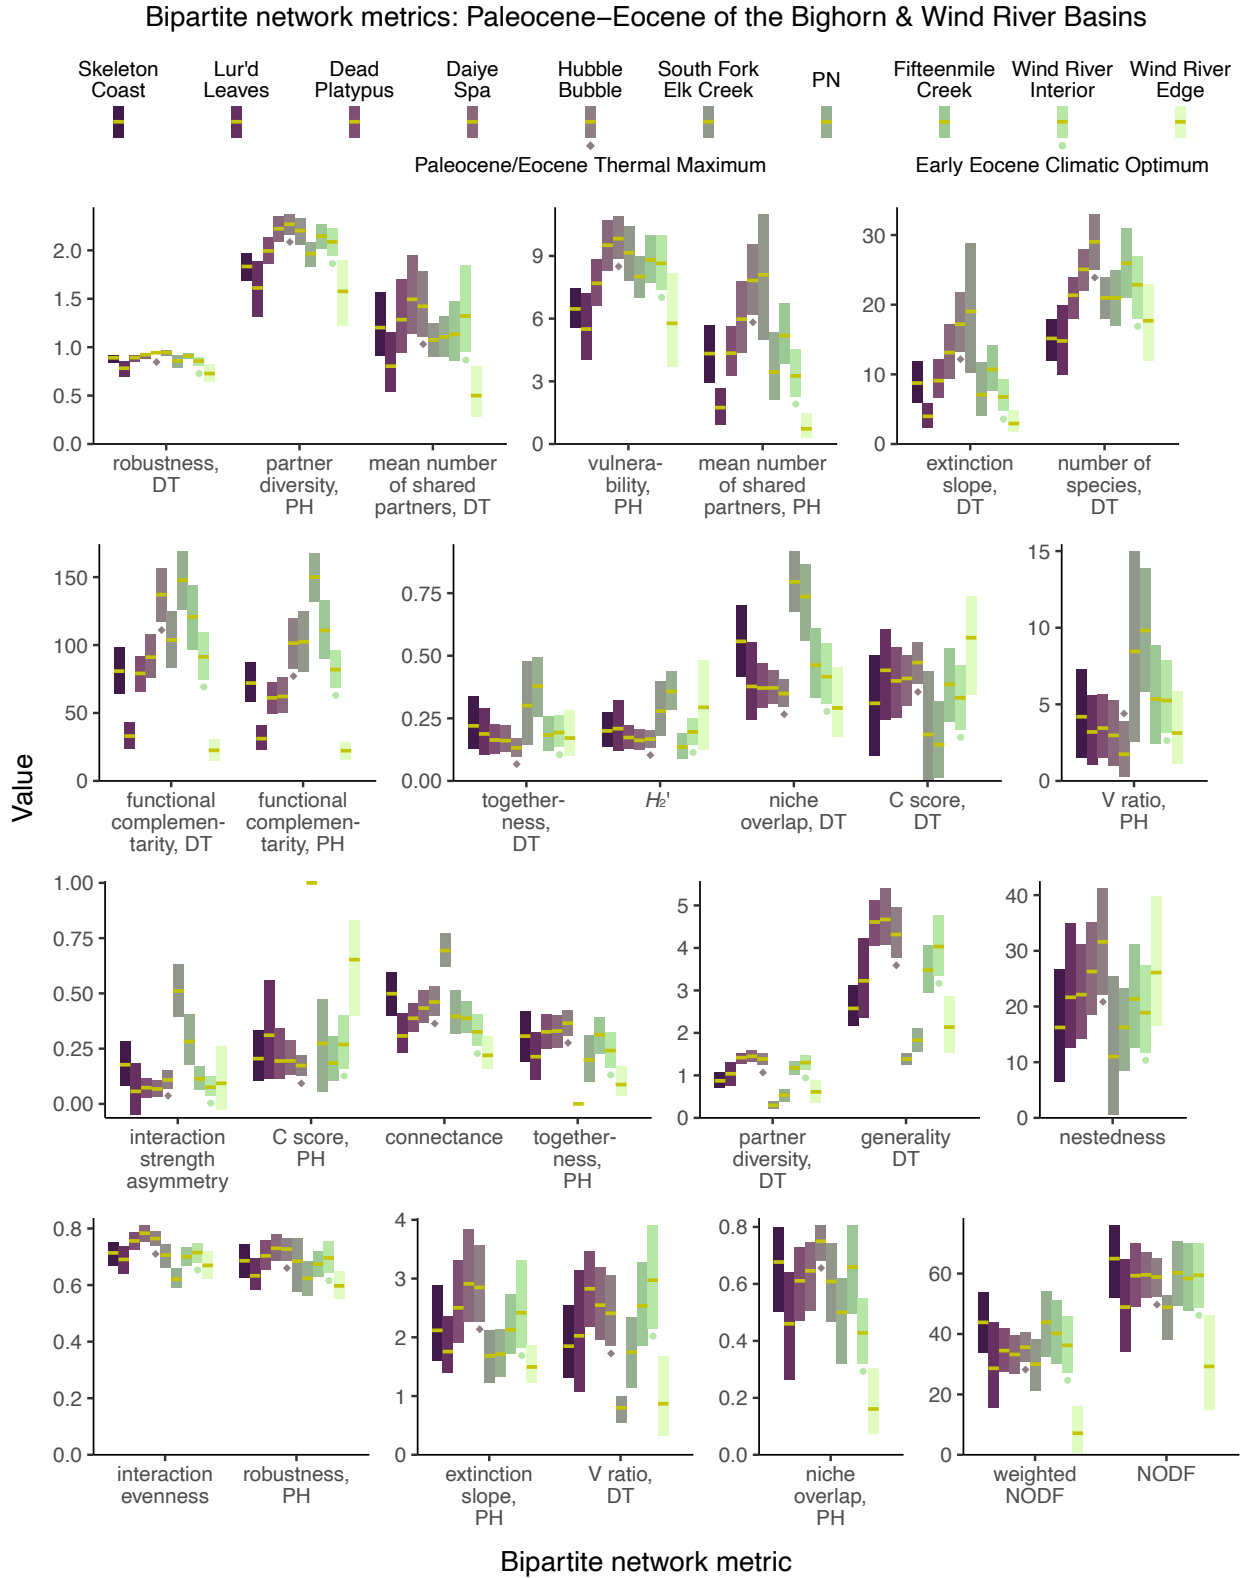 Bipartite network metrics: Paleocene−Eocene of the Bighorn & Wind River Basins
Skeleton Coast
Lur'd Leaves
Dead Platypus
Daiye Spa
Hubble Bubble
South Fork Elk Creek
PN
Fifteenmile Creek
Wind River Interior
Wind River Edge
Paleocene/Eocene Thermal Maximum
Early Eocene Climatic Optimum
Value
2.0
1.5
1.0
0.5
0.0
robustness,
DT
partner
diversity,
PH
mean number
of shared
partners, DT
9
6
3
0
vulnera-
bility,
PH
mean number
of shared
partners, PH
30
20
10
0
extinction
slope,
DT
number of
species,
DT
150
100
50
0
functional
complemen-
tarity, DT
functional
complemen-
tarity, PH
0.75
0.50
0.25
0.00
together-
ness,
DT
H2'
niche
overlap, DT
C score,
DT
15
10
5
0
V ratio,
PH
1.00
0.75
0.50
0.25
0.00
interaction
strength
asymmetry
C score,
PH
connectance
together-
ness,
PH
5
4
3
2
1
0
partner
diversity,
DT
generality
DT
40
30
20
10
0
nestedness
0.8
0.6
0.4
0.2
0.0
interaction
evenness
robustness,
PH
4
3
2
1
0
extinction
slope,
PH
V ratio,
DT
0.8
0.6
0.4
0.2
0.0
niche
overlap,
PH
60
40
20
0
weighted
NODF
NODF
Bipartite network metric